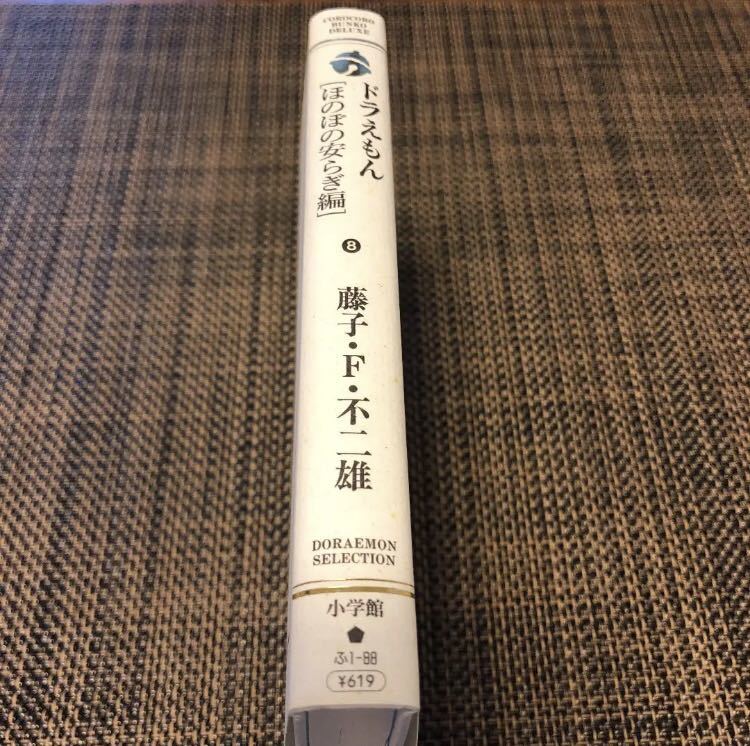 COROCORO
BUNKO
DELUXE
ドラえもん
[ほのぼの安らぎ編]
8
藤子・F・不二雄
DORAEMON
SELECTION
小学館
ふ1-88
¥619